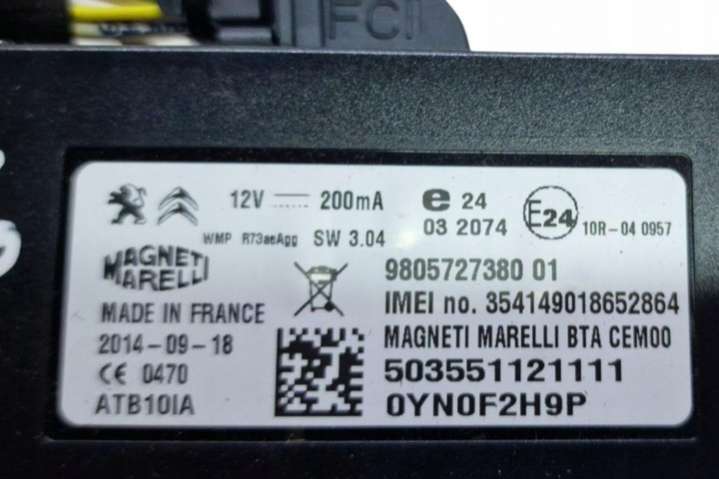 FCI
12V 200mA e 24
03 2074 E24 10R-04 0957
WMP R73aeAgg SW 3.04
MAGNETI
MARELLI
9805727380 01
IMEI no. 354149018652864
MADE IN FRANCE
MAGNETI MARELLI BTA CEM00
2014-09-18
CE 0470
503551121111
ATB10IA
0YN0F2H9P